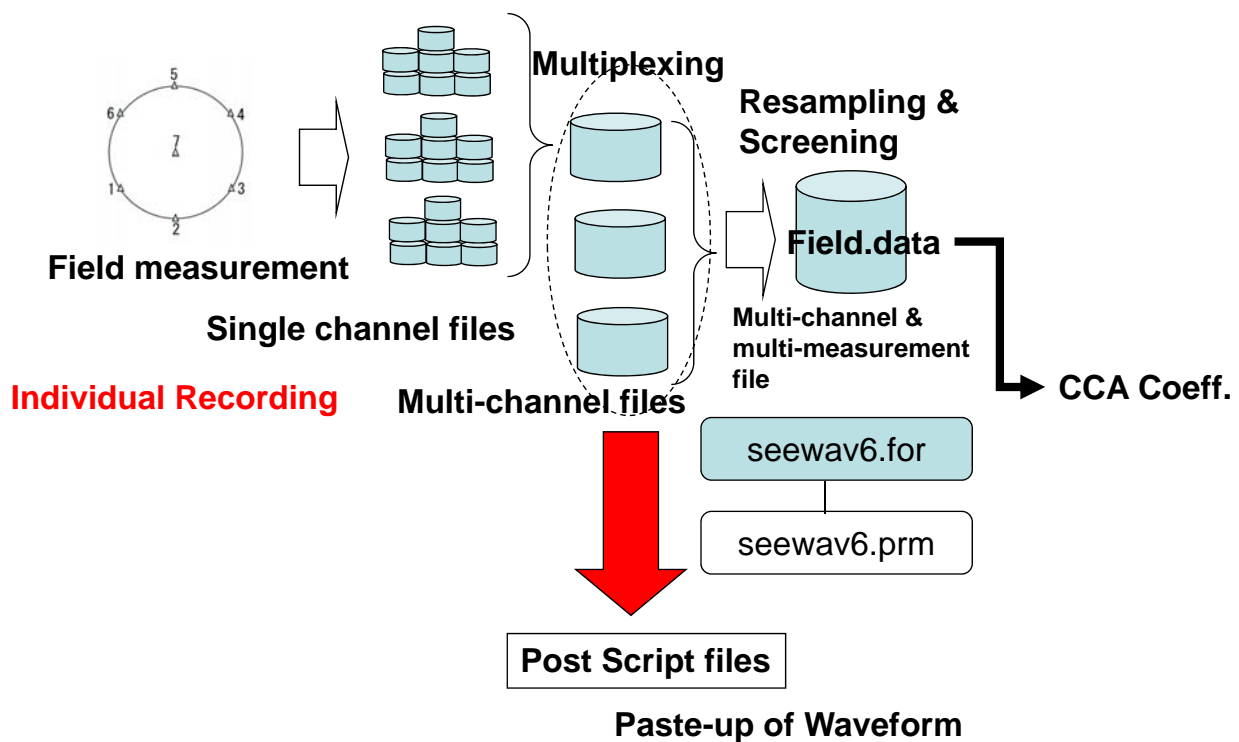 Multiplexing
Resampling &
Screening
5
6
4
7
1
3
2
Field measurement
Single channel files
Individual Recording
Multi-channel files
Field.data
Multi-channel &
multi-measurement
file
CCA Coeff.
seewav6.for
seewav6.prm
Post Script files
Paste-up of Waveform